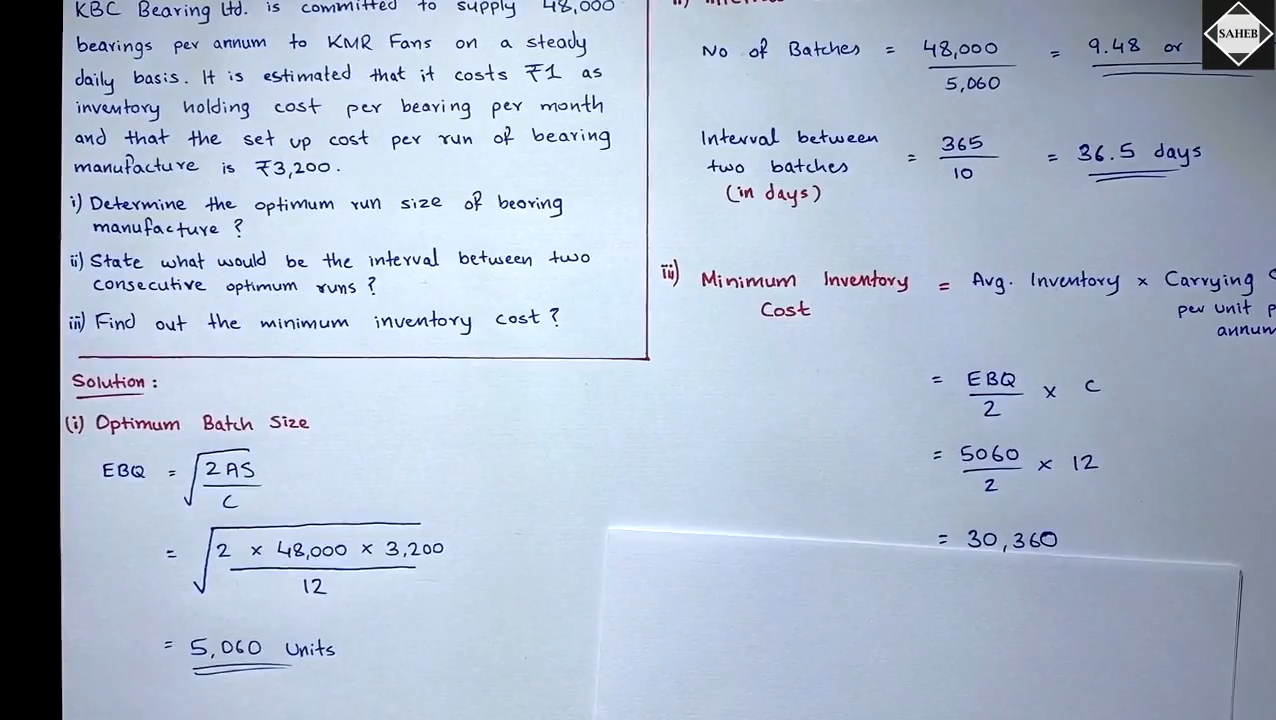 KBC Bearing Ltd. is committed to supply 48,000
bearings per annum to KMR Fans on a steady
daily basis. It is estimated that it costs ₹1 as
inventory holding cost per bearing per month
and that the set up cost per run of bearing
manufacture is ₹3,200.
i) Determine the optimum run size of bearing
manufacture ?
ii) State what would be the interval between two
consecutive optimum runs ?
iii) Find out the minimum inventory cost ?
Solution :
(i) Optimum Batch Size
EBQ = √ 2AS
C
= √ 2 × 48,000 × 3,200
12
= 5,060 Units
No of Batches = 48,000 = 9.48 or
5,060
Interval between
two batches = 365 = 36.5 days
10
(in days)
iii) Minimum Inventory = Avg. Inventory × Carrying
Cost per unit
annum
= EBQ × C
2
= 5060 × 12
2
= 30,360
SAHEB